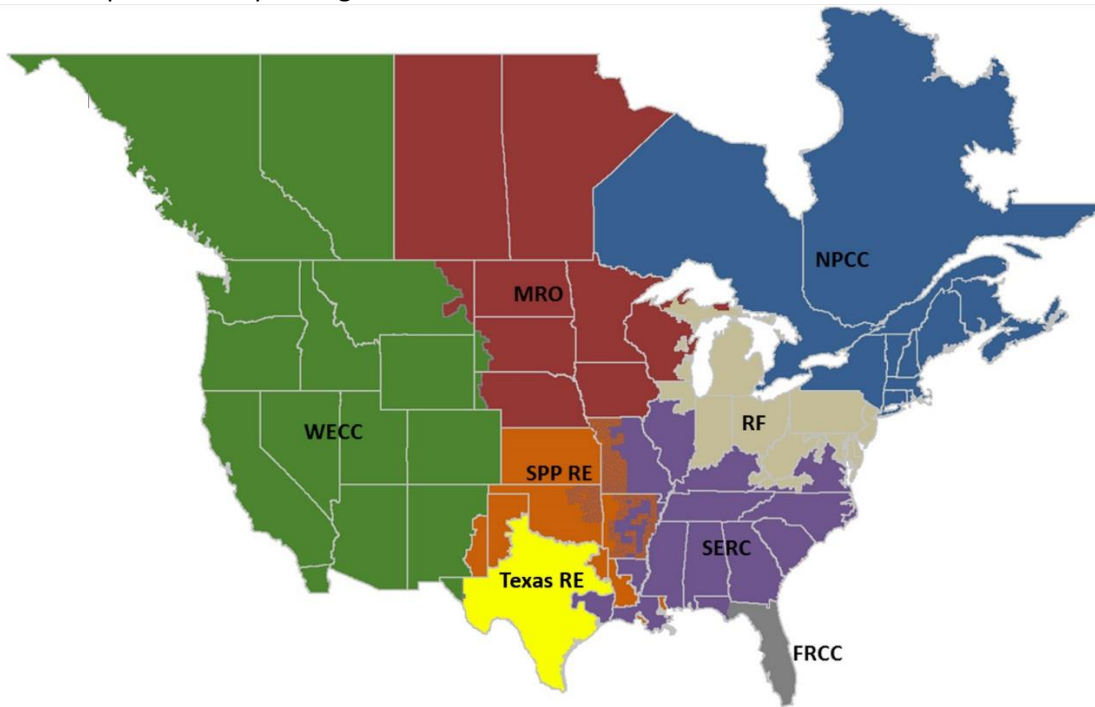 NPCC
MRO
RF
WECC
SPP RE
SERC
Texas RE
FRCC